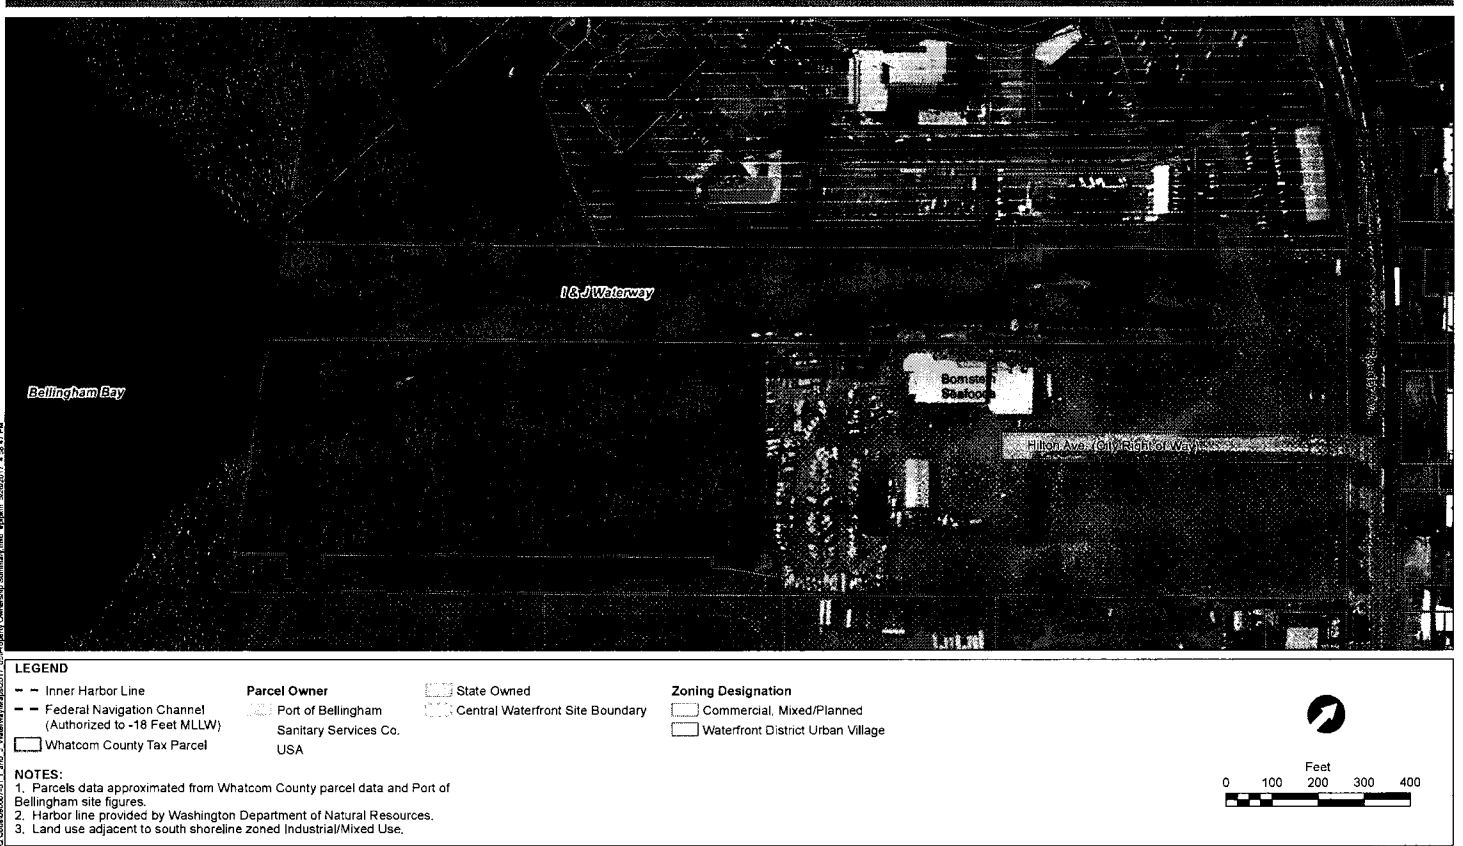 I & J Waterway
Bellingham Bay
Bornstein
Seafoods
Hilton Ave. (City Right of Way)
LEGEND
Inner Harbor Line
Federal Navigation Channel
(Authorized to -18 Feet MLLW)
Whatcom County Tax Parcel
Parcel Owner
Port of Bellingham
Sanitary Services Co.
USA
State Owned
Central Waterfront Site Boundary
Zoning Designation
Commercial, Mixed/Planned
Waterfront District Urban Village
NOTES:
1. Parcels data approximated from Whatcom County parcel data and Port of
Bellingham site figures.
2. Harbor line provided by Washington Department of Natural Resources.
3. Land use adjacent to south shoreline zoned Industrial/Mixed Use.
Feet
0 100 200 300 400